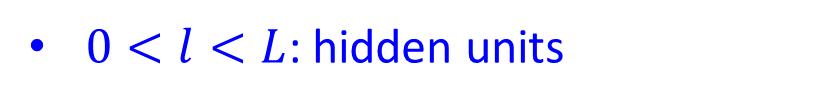 • 0 < 𝑙 < 𝐿: hidden units